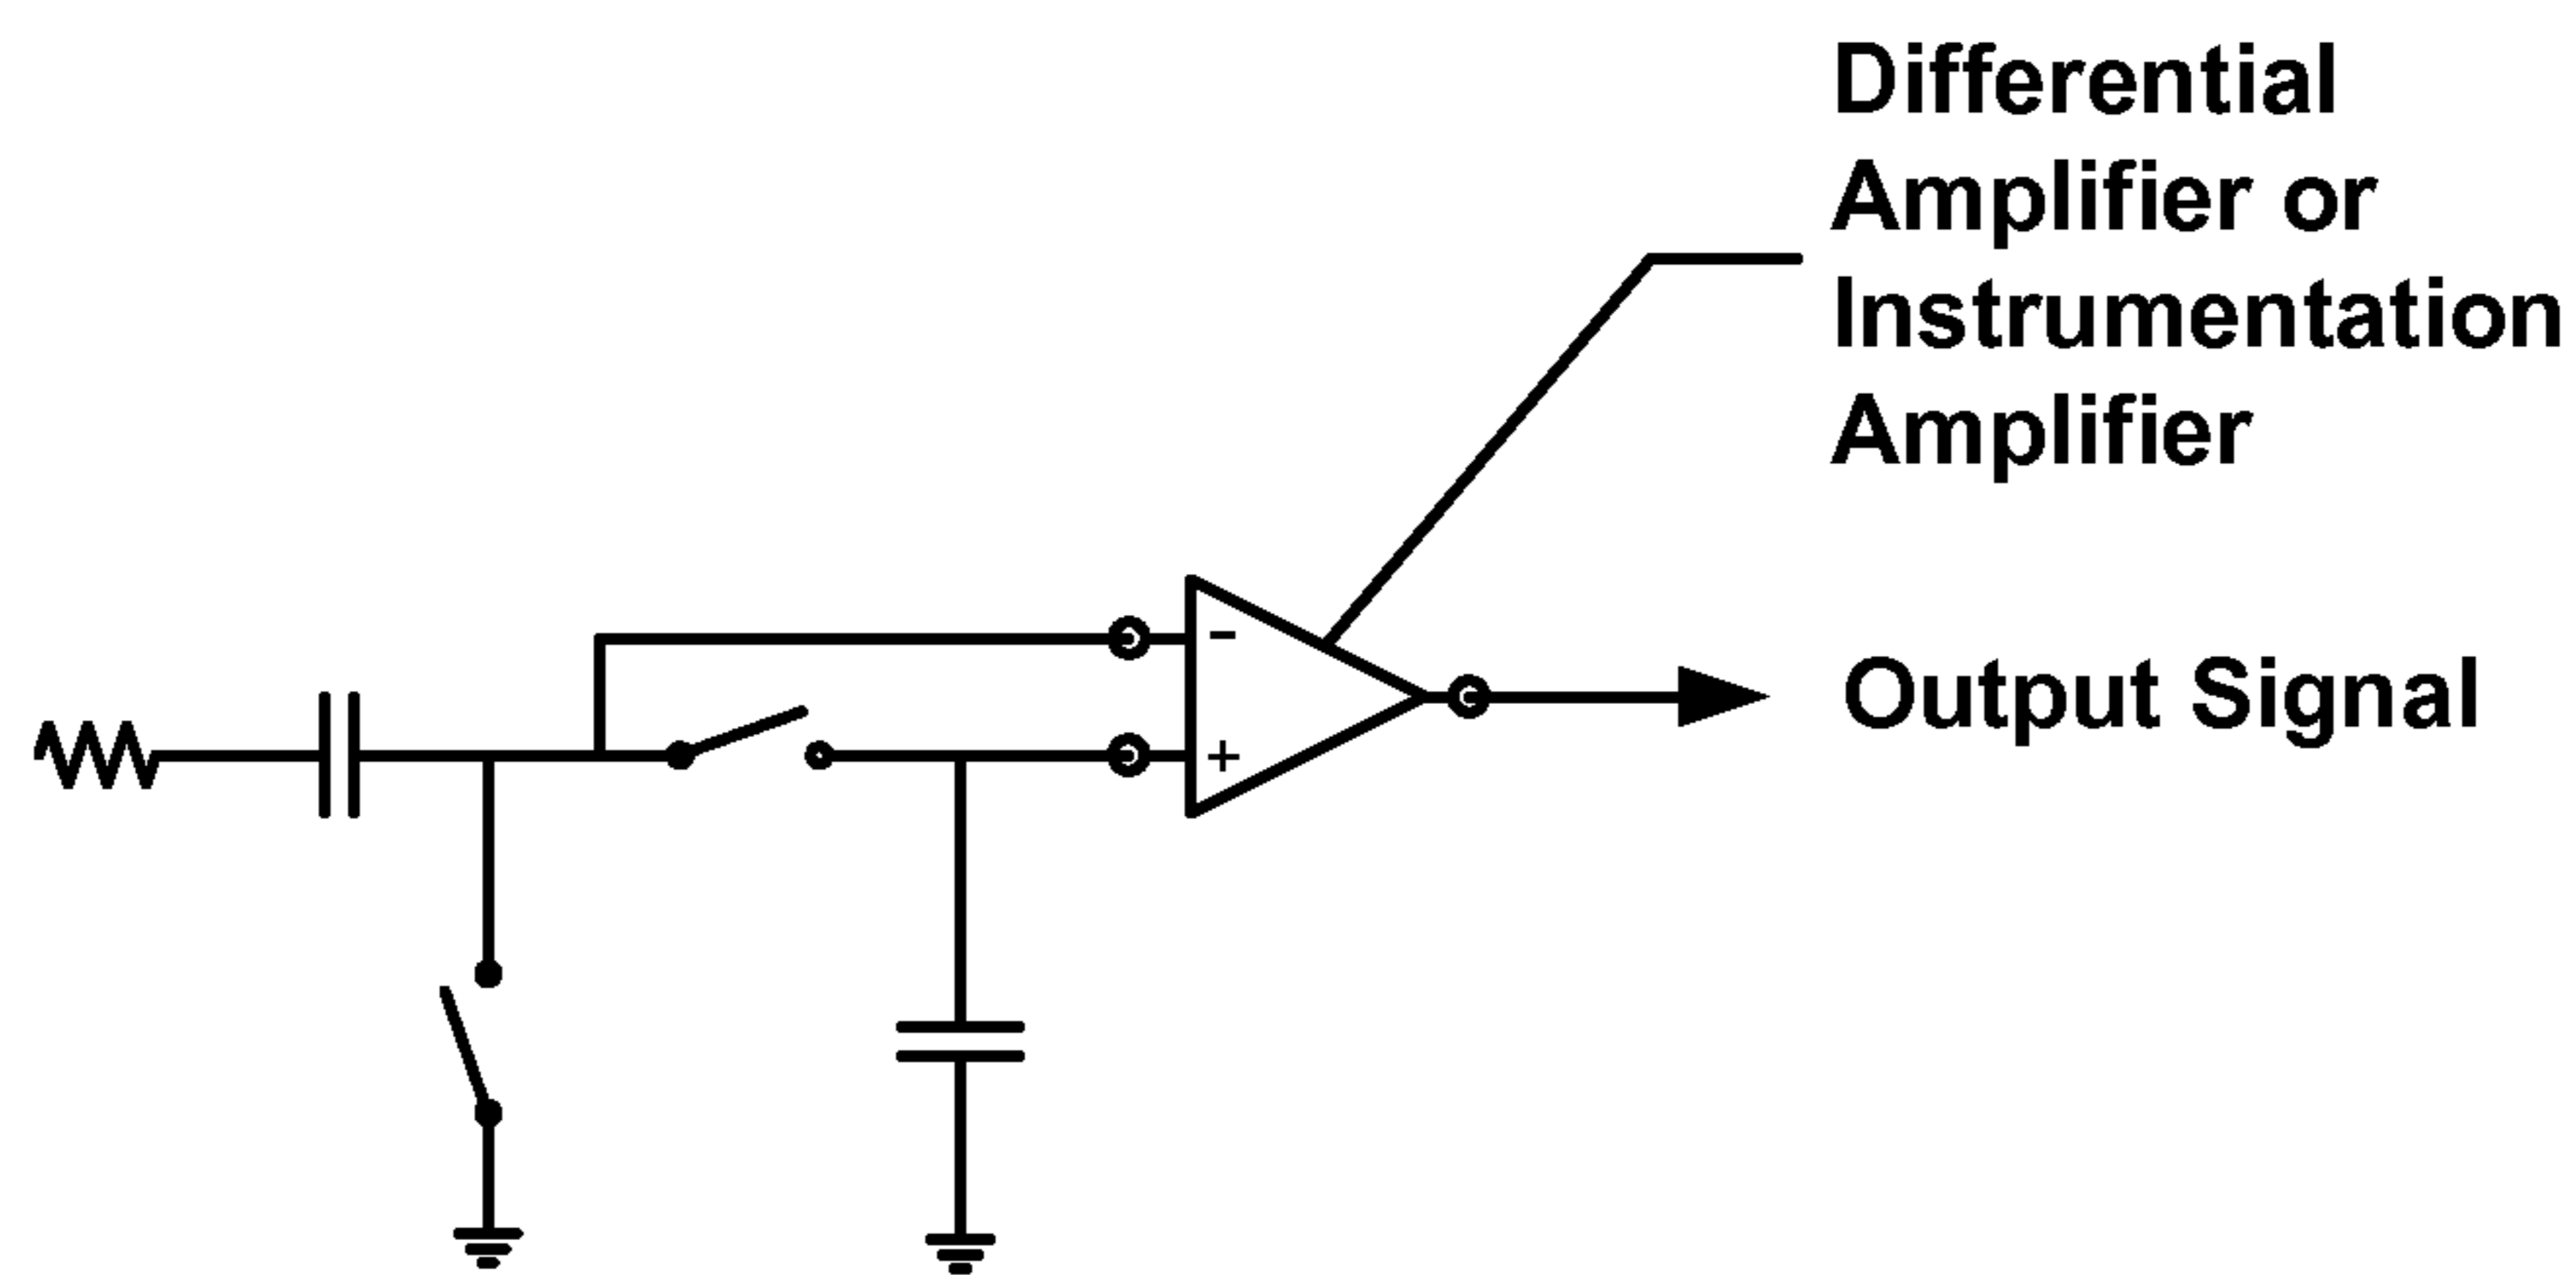 Differential
Amplifier or
Instrumentation
Amplifier
-
+
Output Signal